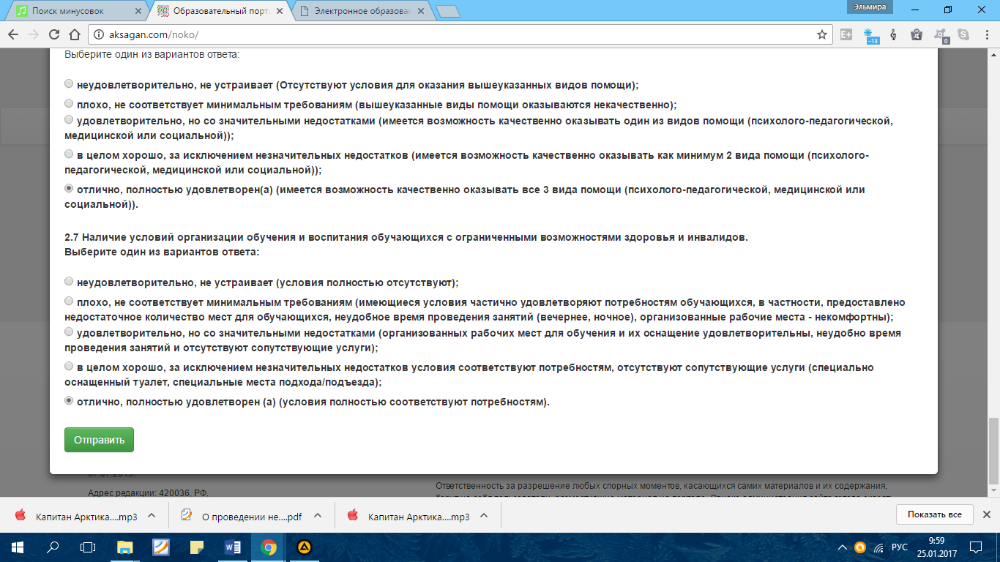 Поиск минусовок
Образовательный порта
Электронное образован
Эльмира
aksagan.com/noko/
E+
-13
0
Выберите один из вариантов ответа:
неудовлетворительно, не устраивает (Отсутствуют условия для оказания вышеуказанных видов помощи);
плохо, не соответствует минимальным требованиям (вышеуказанные виды помощи оказываются некачественно);
удовлетворительно, но со значительными недостатками (имеется возможность качественно оказывать один из видов помощи (психолого-педагогической,
медицинской или социальной));
в целом хорошо, за исключением незначительных недостатков (имеется возможность качественно оказывать как минимум 2 вида помощи (психолого-
педагогической, медицинской или социальной));
отлично, полностью удовлетворен(а) (имеется возможность качественно оказывать все 3 вида помощи (психолого-педагогической, медицинской или
социальной)).
2.7 Наличие условий организации обучения и воспитания обучающихся с ограниченными возможностями здоровья и инвалидов.
Выберите один из вариантов ответа:
неудовлетворительно, не устраивает (условия полностью отсутствуют);
плохо, не соответствует минимальным требованиям (имеющиеся условия частично удовлетворяют потребностям обучающихся, в частности, предоставлено
недостаточное количество мест для обучающихся, неудобное время проведения занятий (вечернее, ночное), организованные рабочие места - некомфортны);
удовлетворительно, но со значительными недостатками (организованных рабочих мест для обучения и их оснащение удовлетворительны, неудобно время
проведения занятий и отсутствуют сопутствующие услуги);
в целом хорошо, за исключением незначительных недостатков условия соответствуют потребностям, отсутствуют сопутствующие услуги (специально
оснащенный туалет, специальные места подхода/подъезда);
отлично, полностью удовлетворен (а) (условия полностью соответствуют потребностям).
Отправить
Адрес редакции: 420036, РФ,
Ответственность за разрешение любых спорных моментов, касающихся самих материалов и их содержания,
Капитан Арктика....mp3
О проведении не....pdf
Капитан Арктика....mp3
Показать все
РУС
9:59
25.01.2017